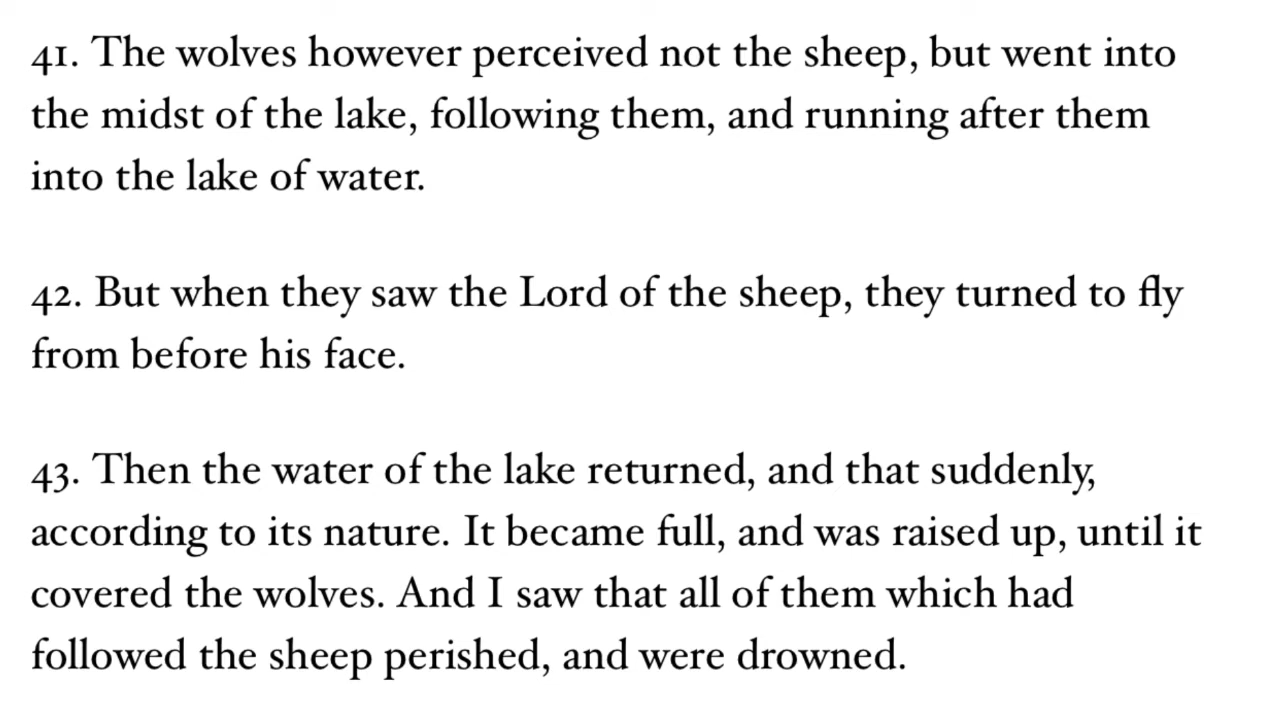 41. The wolves however perceived not the sheep, but went into
the midst of the lake, following them, and running after them
into the lake of water.
42. But when they saw the Lord of the sheep, they turned to fly
from before his face.
43. Then the water of the lake returned, and that suddenly,
according to its nature. It became full, and was raised up, until it
covered the wolves. And I saw that all of them which had
followed the sheep perished, and were drowned.